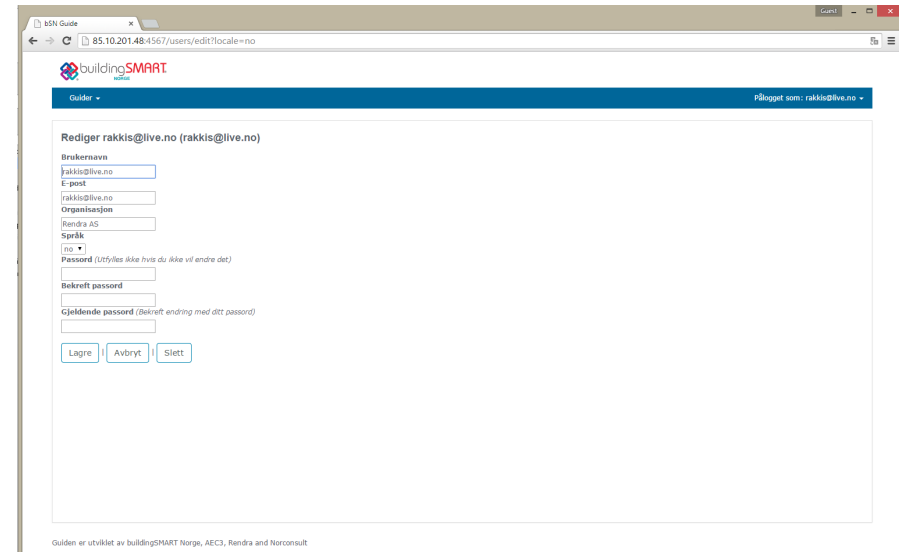 Guest
bSN Guide
85.10.201.48:4567/users/edit?locale=no
buildingSMART
NORGE
Guider
Pålogget som: rakkis@live.no
Rediger rakkis@live.no (rakkis@live.no)
Brukernavn
rakkis@live.no
E-post
rakkis@live.no
Organisasjon
Rendra AS
Språk
no
Passord (Utfylles ikke hvis du ikke vil endre det)
Bekreft passord
Gjeldende passord (Bekreft endring med ditt passord)
Lagre | Avbryt | Slett
Guiden er utviklet av buildingSMART Norge, AEC3, Rendra and Norconsult